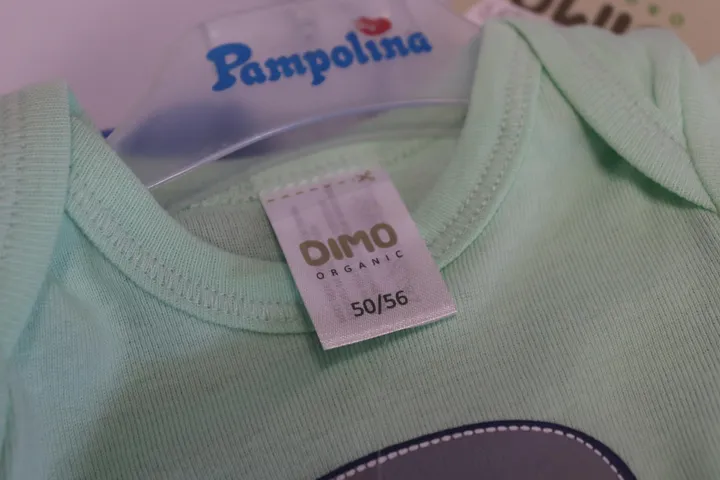 Pampolina
DIMO
ORGANIC
50/56